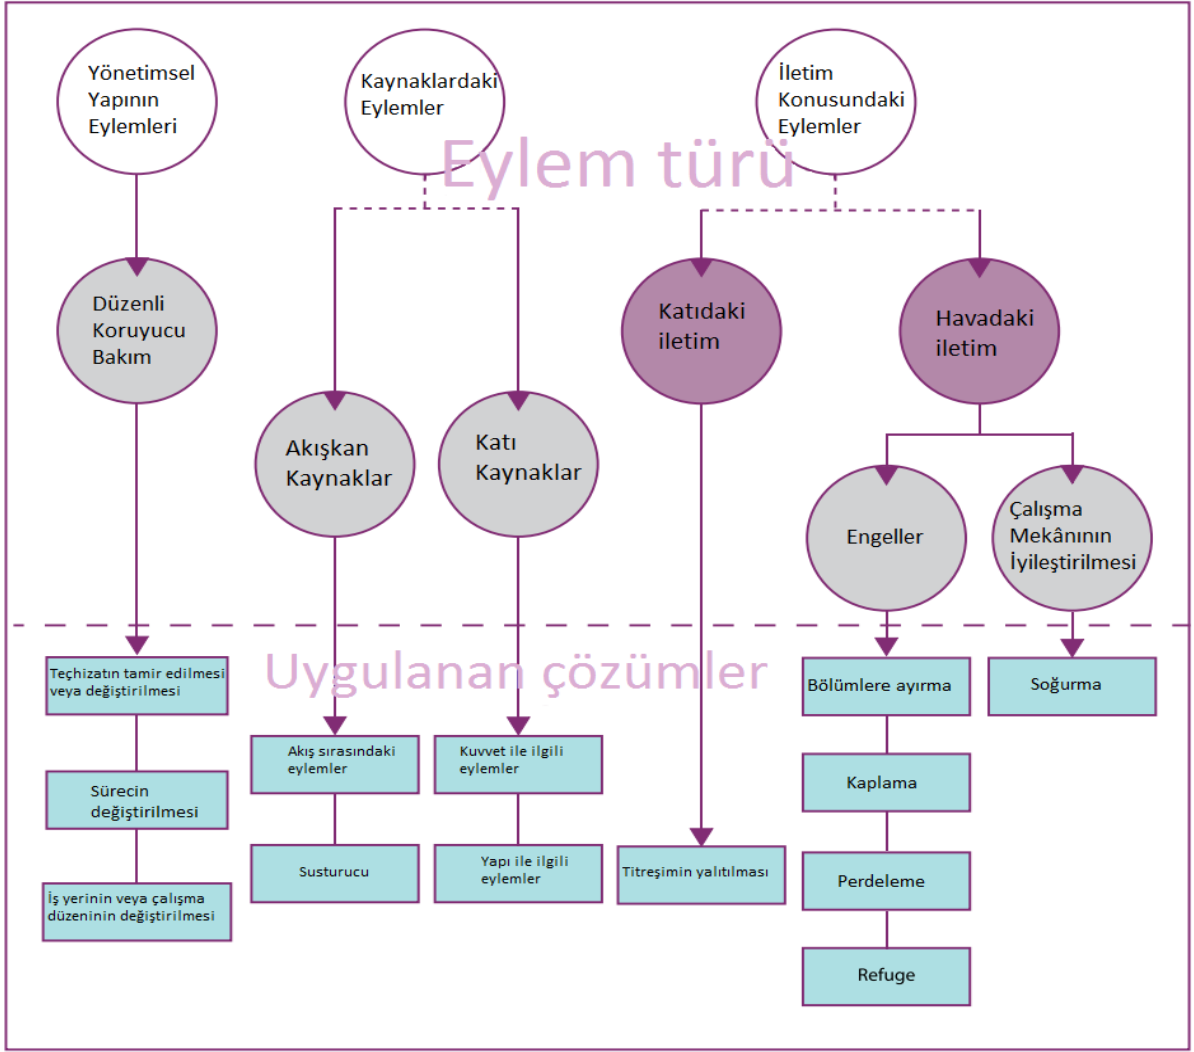 Yönetimsel
Yapının
Eylemleri
Kaynaklardaki
Eylemler
İletim
Konusundaki
Eylemler
Eylem türü
Düzenli
Koruyucu
Bakım
Katıdaki
iletim
Havadaki
iletim
Akışkan
Kaynaklar
Katı
Kaynaklar
Engeller
Çalışma
Mekânının
İyileştirilmesi
Uygulanan çözümler
Teçhizatın tamir edilmesi
veya değiştirilmesi
Sürecin
değiştirilmesi
İş yerinin veya çalışma
düzeninin değiştirilmesi
Akış sırasındaki
eylemler
Susturucu
Kuvvet ile ilgili
eylemler
Yapı ile ilgili
eylemler
Titreşimin yalıtılması
Bölümlere ayırma
Kaplama
Perdeleme
Refuge
Soğurma